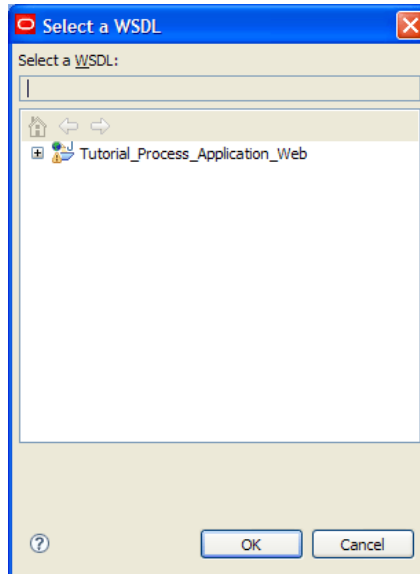 Select a WSDL
Select a WSDL:
Tutorial_Process_Application_Web
OK
Cancel